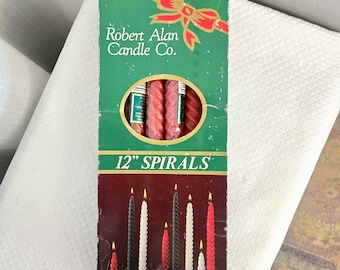 Robert Alan
Candle Co.
12" SPIRALS